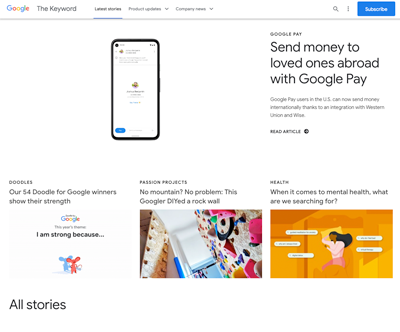 Google The Keyword Latest stories Product updates Company news Subscribe
GOOGLE PAY
Send money to
loved ones abroad
with Google Pay
Google Pay users in the U.S. can now send money
internationally thanks to an integration with Western
Union and Wise.
READ ARTICLE
DOODLES
Our 54 Doodle for Google winners
show their strength
PASSION PROJECTS
No mountain? No problem: This
Googler DIYed a rock wall
HEALTH
When it comes to mental health, what
are we searching for?
Google
This year's theme:
I am strong because...
All stories